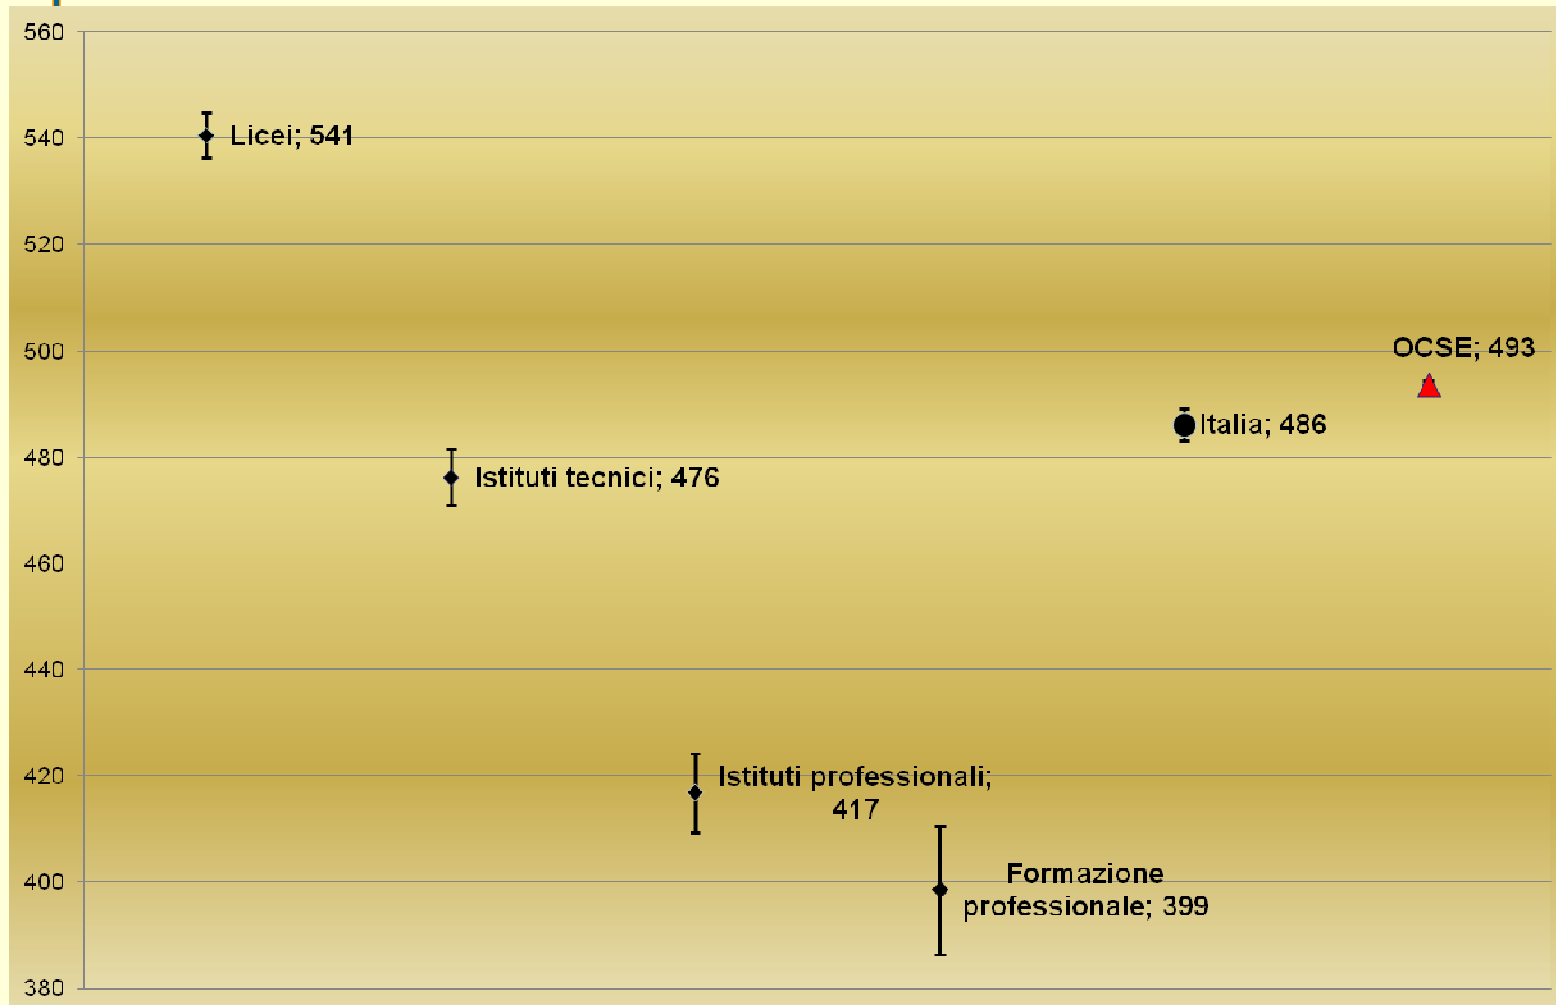 560
540
520
500
480
460
440
420
400
380
Licei; 541
Istituti tecnici; 476
Istituti professionali;
417
Formazione
professionale; 399
Italia; 486
OCSE; 493